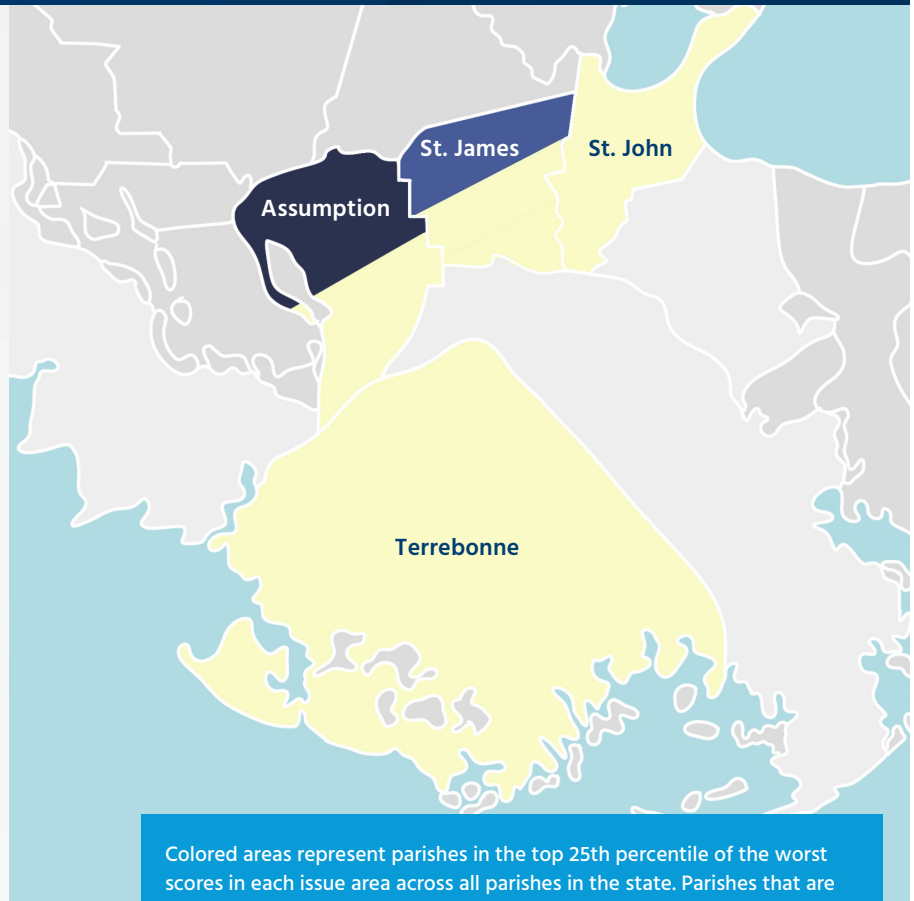 St. James
St. John
Assumption
Terrebonne
Colored areas represent parishes in the top 25th percentile of the worst
scores in each issue area across all parishes in the state. Parishes that are